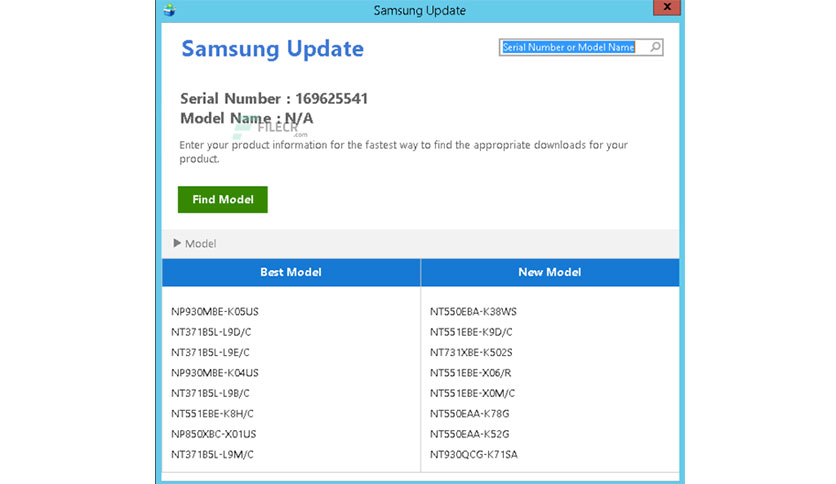 Samsung Update
Samsung Update
Serial Number or Model Name
Serial Number : 169625541
Model Name : N/A
FILECR
.com
Enter your product information for the fastest way to find the appropriate downloads for your
product.
Find Model
Model
Best Model
New Model
NP930MBE-K05US
NT550EBA-K38WS
NT371B5L-L9D/C
NT551EBE-K9D/C
NT371B5L-L9E/C
NT731XBE-K502S
NP930MBE-K04US
NT551EBE-X06/R
NT371B5L-L9B/C
NT551EBE-X0M/C
NT551EBE-K8H/C
NT550EAA-K78G
NP850XBC-X01US
NT550EAA-K52G
NT371B5L-L9M/C
NT930QCG-K71SA